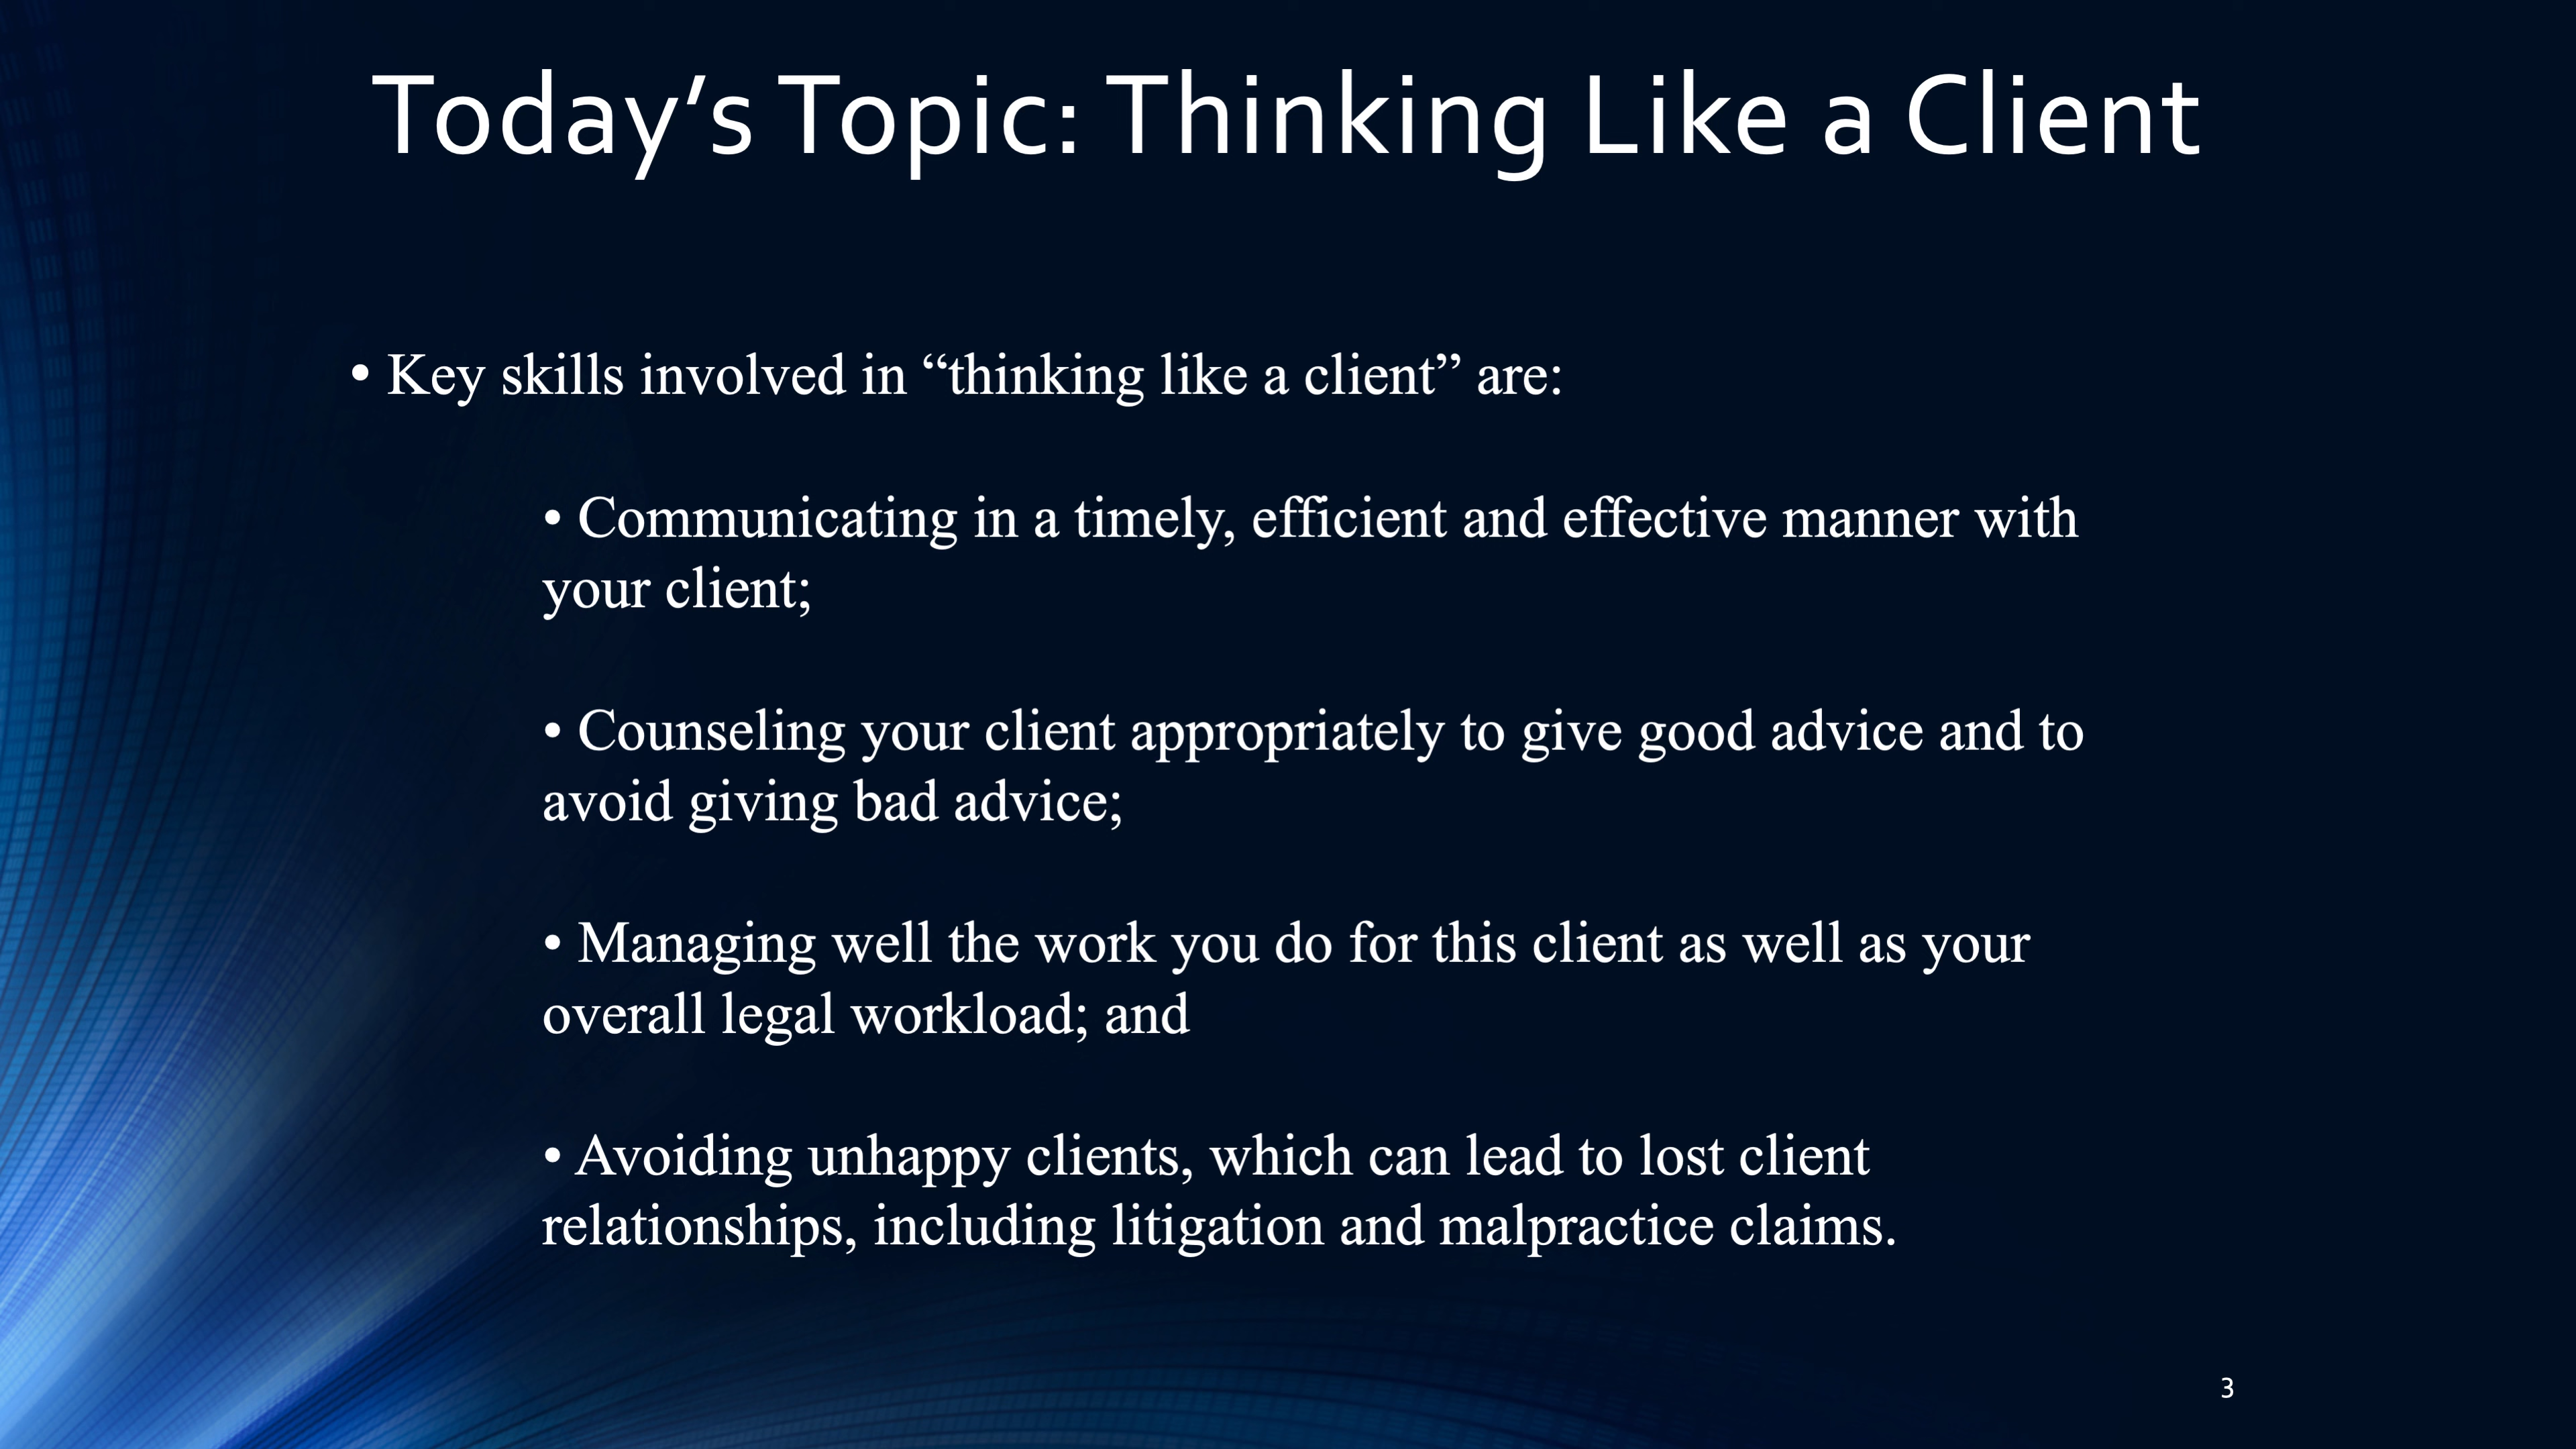 Today’s Topic: Thinking Like a Client
• Key skills involved in “thinking like a client” are:
• Communicating in a timely, efficient and effective manner with
your client;
• Counseling your client appropriately to give good advice and to
avoid giving bad advice;
• Managing well the work you do for this client as well as your
overall legal workload; and
• Avoiding unhappy clients, which can lead to lost client
relationships, including litigation and malpractice claims.
3